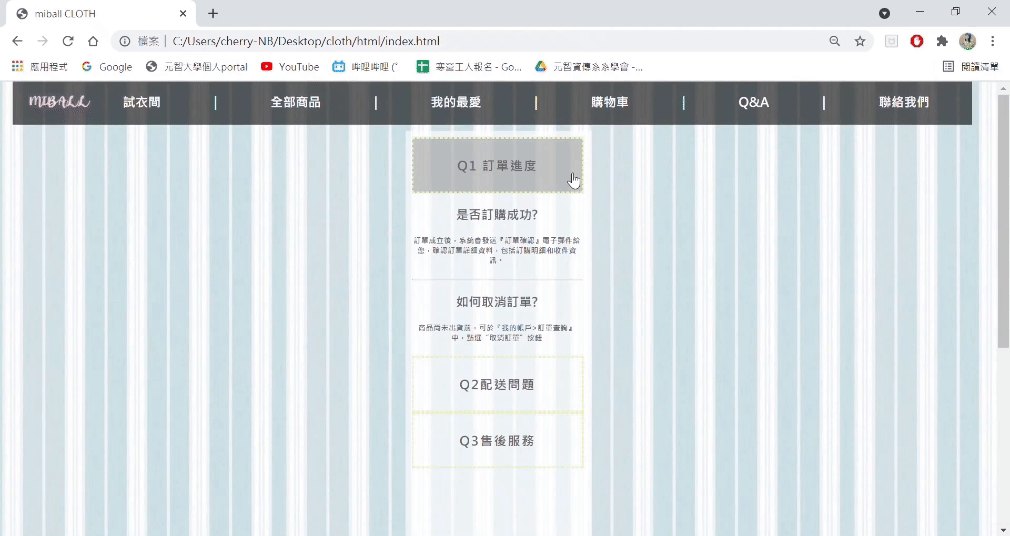 miball CLOTH
檔案 | C:/Users/cherry-NB/Desktop/cloth/html/index.html
應用程式 Google 元智大學個人portal YouTube 嗶哩嗶哩 (゜ 寒盃工人報名 - Go... 元智資傳系系學會 -... 閱讀清單
MIBALL 試衣間 | 全部商品 | 我的最愛 | 購物車 | Q&A | 聯絡我們
Q1 訂單進度
是否訂購成功?
訂單成立後，系統會發送『訂單確認』電子郵件給
您，確認訂單詳細資料，包括訂購明細和收件資
訊。
如何取消訂單?
商品尚未出貨前，可於『我的帳戶>訂單查詢』
中，點選“取消訂單”按鈕
Q2配送問題
Q3售後服務